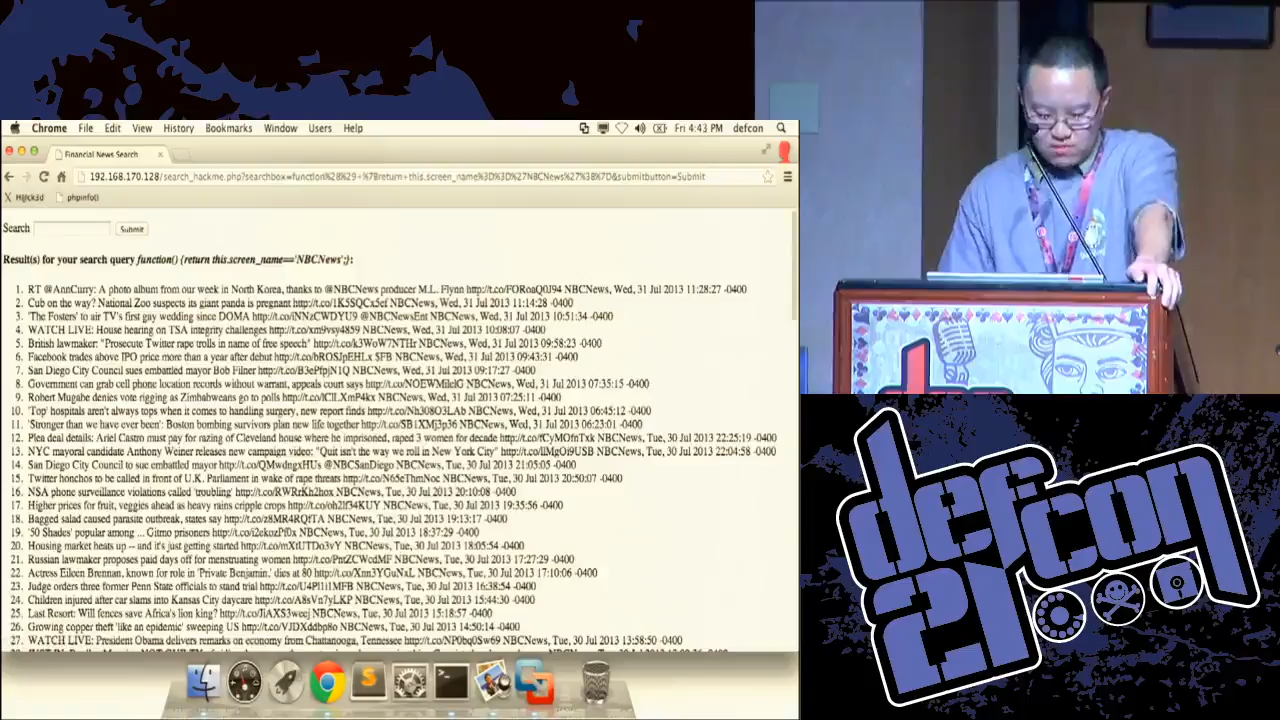 Chrome File Edit View History Bookmarks Window Users Help Fri 4:43 PM defcon
Financial News Search
192.168.170.128/search_hackme.php?searchbox=function%28%29+%7Breturn+this.screen_name%3D%3D%27NBCNews%27%3B%7D&submitbutton=Submit
H@ck3d phpinfo()
Search Submit
Result(s) for your search query function() {return this.screen_name=='NBCNews';}:
1. RT @AnnCurry: A photo album from our week in North Korea, thanks to @NBCNews producer M.L. Flynn http://t.co/FORoaQ0J94 NBCNews, Wed, 31 Jul 2013 11:28:27 -0400
2. Cub on the way? National Zoo suspects its giant panda is pregnant http://t.co/1K5SQCx5ef NBCNews, Wed, 31 Jul 2013 11:14:28 -0400
3. 'The Fosters' to air TV's first gay wedding since DOMA http://t.co/iNNzCWDYU9 @NBCNewsEnt NBCNews, Wed, 31 Jul 2013 10:51:34 -0400
4. WATCH LIVE: House hearing on TSA integrity challenges http://t.co/xm9vsy4859 NBCNews, Wed, 31 Jul 2013 10:08:07 -0400
5. British lawmaker: "Prosecute Twitter rape trolls in name of free speech" http://t.co/k3WoW7NTHr NBCNews, Wed, 31 Jul 2013 09:58:23 -0400
6. Facebook trades above IPO price more than a year after debut http://t.co/bROSJpEHLx $FB NBCNews, Wed, 31 Jul 2013 09:43:31 -0400
7. San Diego City Council sues embattled Mayor Bob Filner http://t.co/B3ePfpjN1Q NBCNews, Wed, 31 Jul 2013 09:17:27 -0400
8. Government can grab cell phone location records without warrant, appeals court says http://t.co/NOEWMilelG NBCNews, Wed, 31 Jul 2013 07:35:15 -0400
9. Robert Mugabe denies vote rigging as Zimbabweans go to polls NBCNews, Wed, 31 Jul 2013 07:25:11 -0400
10. 'Top' hospitals aren't always tops when it comes to handling surgery, new report finds http://t.co/Nh308O3LAb NBCNews, Wed, 31 Jul 2013 06:45:12 -0400
11. 'Stronger than we have ever been': Boston bombing survivors plan new life together http://t.co/SB1XMj3p36 NBCNews, Wed, 31 Jul 2013 06:23:01 -0400
12. Plea deal details: Ariel Castro must pay for razing of Cleveland house where he imprisoned, raped 3 women for decade http://t.co/fCyMOfnTxk NBCNews, Tue, 30 Jul 2013 22:25:19 -0400
13. NYC mayoral candidate Anthony Weiner releases new campaign video: "Quit isn't the way we roll in New York City" http://t.co/llMgOi9USB NBCNews, Tue, 30 Jul 2013 22:04:58 -0400
14. San Diego City Council to sue embattled mayor http://t.co/QMwdngxHUs @NBCSanDiego NBCNews, Tue, 30 Jul 2013 21:05:05 -0400
15. Twitter honchos to be called in front of U.K. Parliament in wake of rape threats http://t.co/N65eThmNoc NBCNews, Tue, 30 Jul 2013 20:50:07 -0400
16. NSA phone surveillance violations called 'troubling' http://t.co/RWRrKh2hox NBCNews, Tue, 30 Jul 2013 20:10:08 -0400
17. Higher prices for fruit, veggies ahead as heavy rains cripple crops http://t.co/oh2lf34KUY NBCNews, Tue, 30 Jul 2013 19:35:56 -0400
18. Bagged salad caused parasite outbreak, states say http://t.co/z8MR4RQfTA NBCNews, Tue, 30 Jul 2013 19:13:17 -0400
19. '50 Shades' popular among ... Gitmo prisoners http://t.co/i2ekozPf0x NBCNews, Tue, 30 Jul 2013 18:37:29 -0400
20. Housing market heats up -- and it's just getting started http://t.co/mXtUTDo3vY NBCNews, Tue, 30 Jul 2013 18:05:54 -0400
21. Russian lawmaker proposes paid days off for menstruating women http://t.co/PntZCWcdMF NBCNews, Tue, 30 Jul 2013 17:27:29 -0400
22. Actress Eileen Brennan, known for role in 'Private Benjamin,' dies at 80 http://t.co/Xnn3YGuNxL NBCNews, Tue, 30 Jul 2013 17:10:06 -0400
23. Judge orders three former Penn State officials to stand trial NBCNews, Tue, 30 Jul 2013 16:38:54 -0400
24. Children injured after car slams into Kansas City daycare http://t.co/A8sVn7yLKP NBCNews, Tue, 30 Jul 2013 15:44:30 -0400
25. Last Resort: Will fences save Africa's lion king? http://t.co/IAXS3weej NBCNews, Tue, 30 Jul 2013 15:18:57 -0400
26. Growing copper theft 'like an epidemic' sweeping US http://t.co/VJDXddbp8o NBCNews, Tue, 30 Jul 2013 14:50:14 -0400
27. WATCH LIVE: President Obama delivers remarks on economy from Chattanooga, Tennessee http://t.co/NP0bq0Sw69 NBCNews, Tue, 30 Jul 2013 13:58:50 -0400
defcon
21